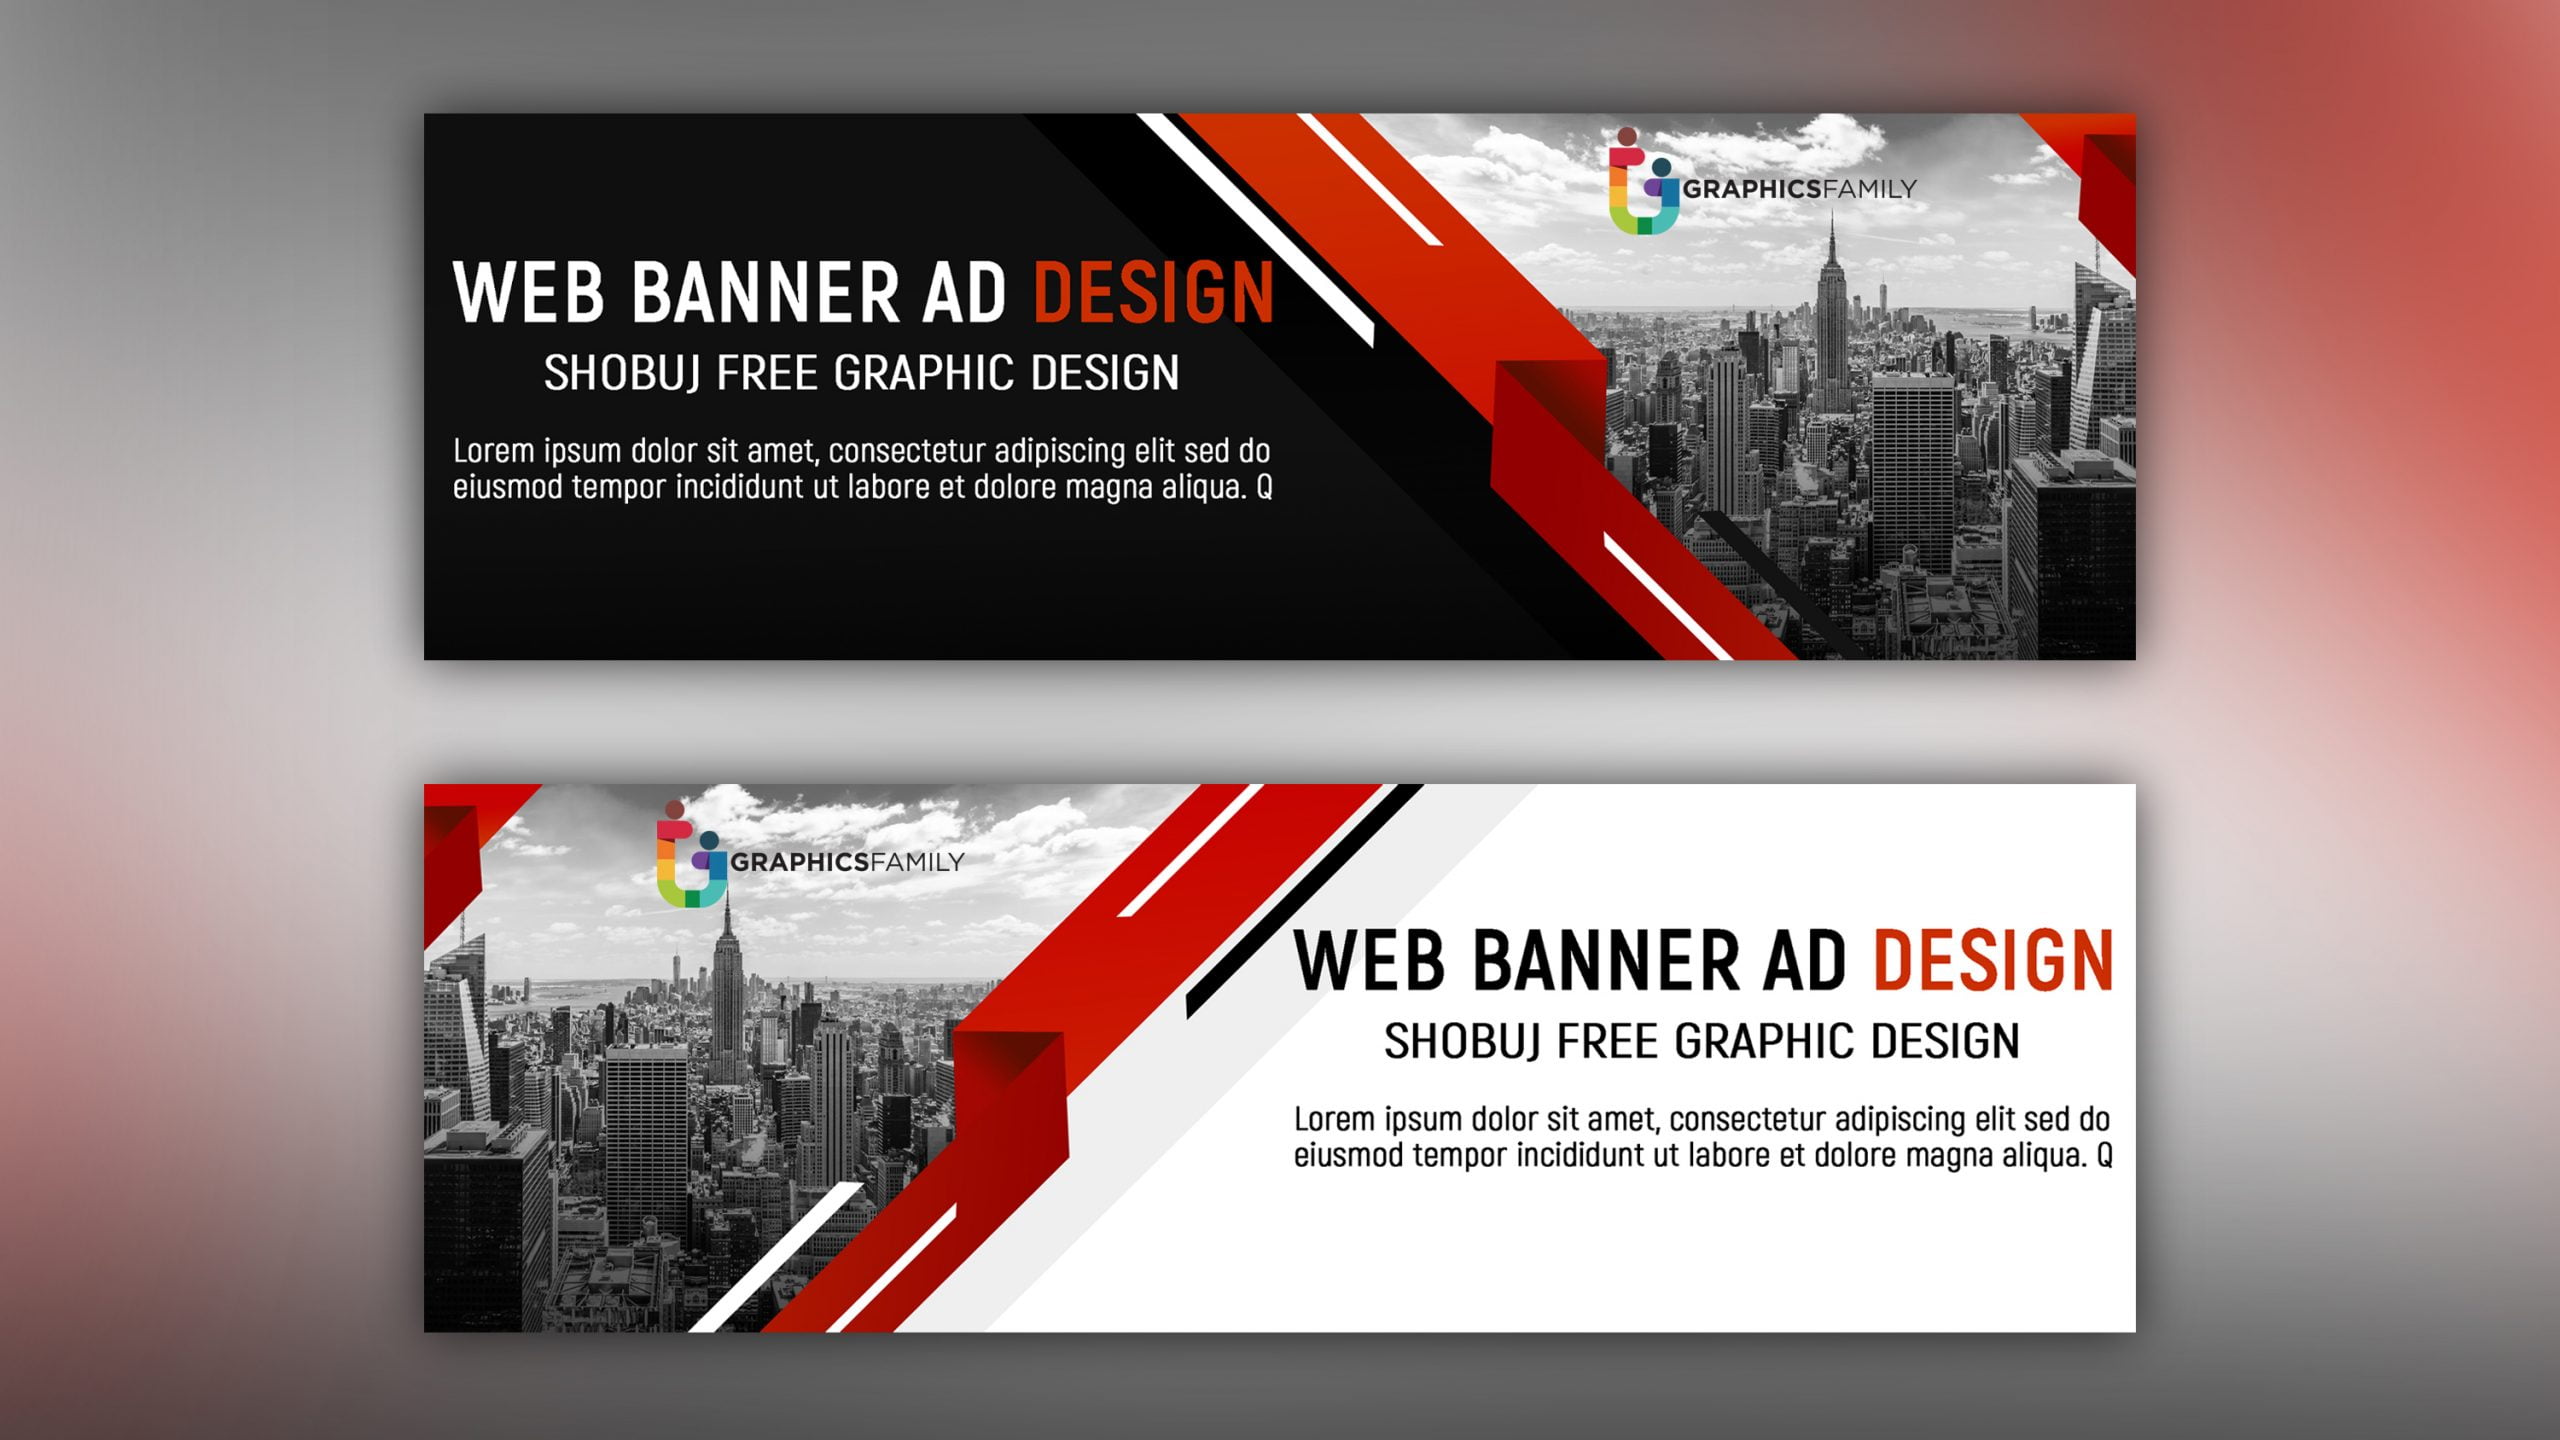 GRAPHICSFAMILY
WEB BANNER AD DESIGN
SHOBUJ FREE GRAPHIC DESIGN
Lorem ipsum dolor sit amet, consectetur adipiscing elit sed do
eiusmod tempor incididunt ut labore et dolore magna aliqua. Q
GRAPHICSFAMILY
WEB BANNER AD DESIGN
SHOBUJ FREE GRAPHIC DESIGN
Lorem ipsum dolor sit amet, consectetur adipiscing elit sed do
eiusmod tempor incididunt ut labore et dolore magna aliqua. Q